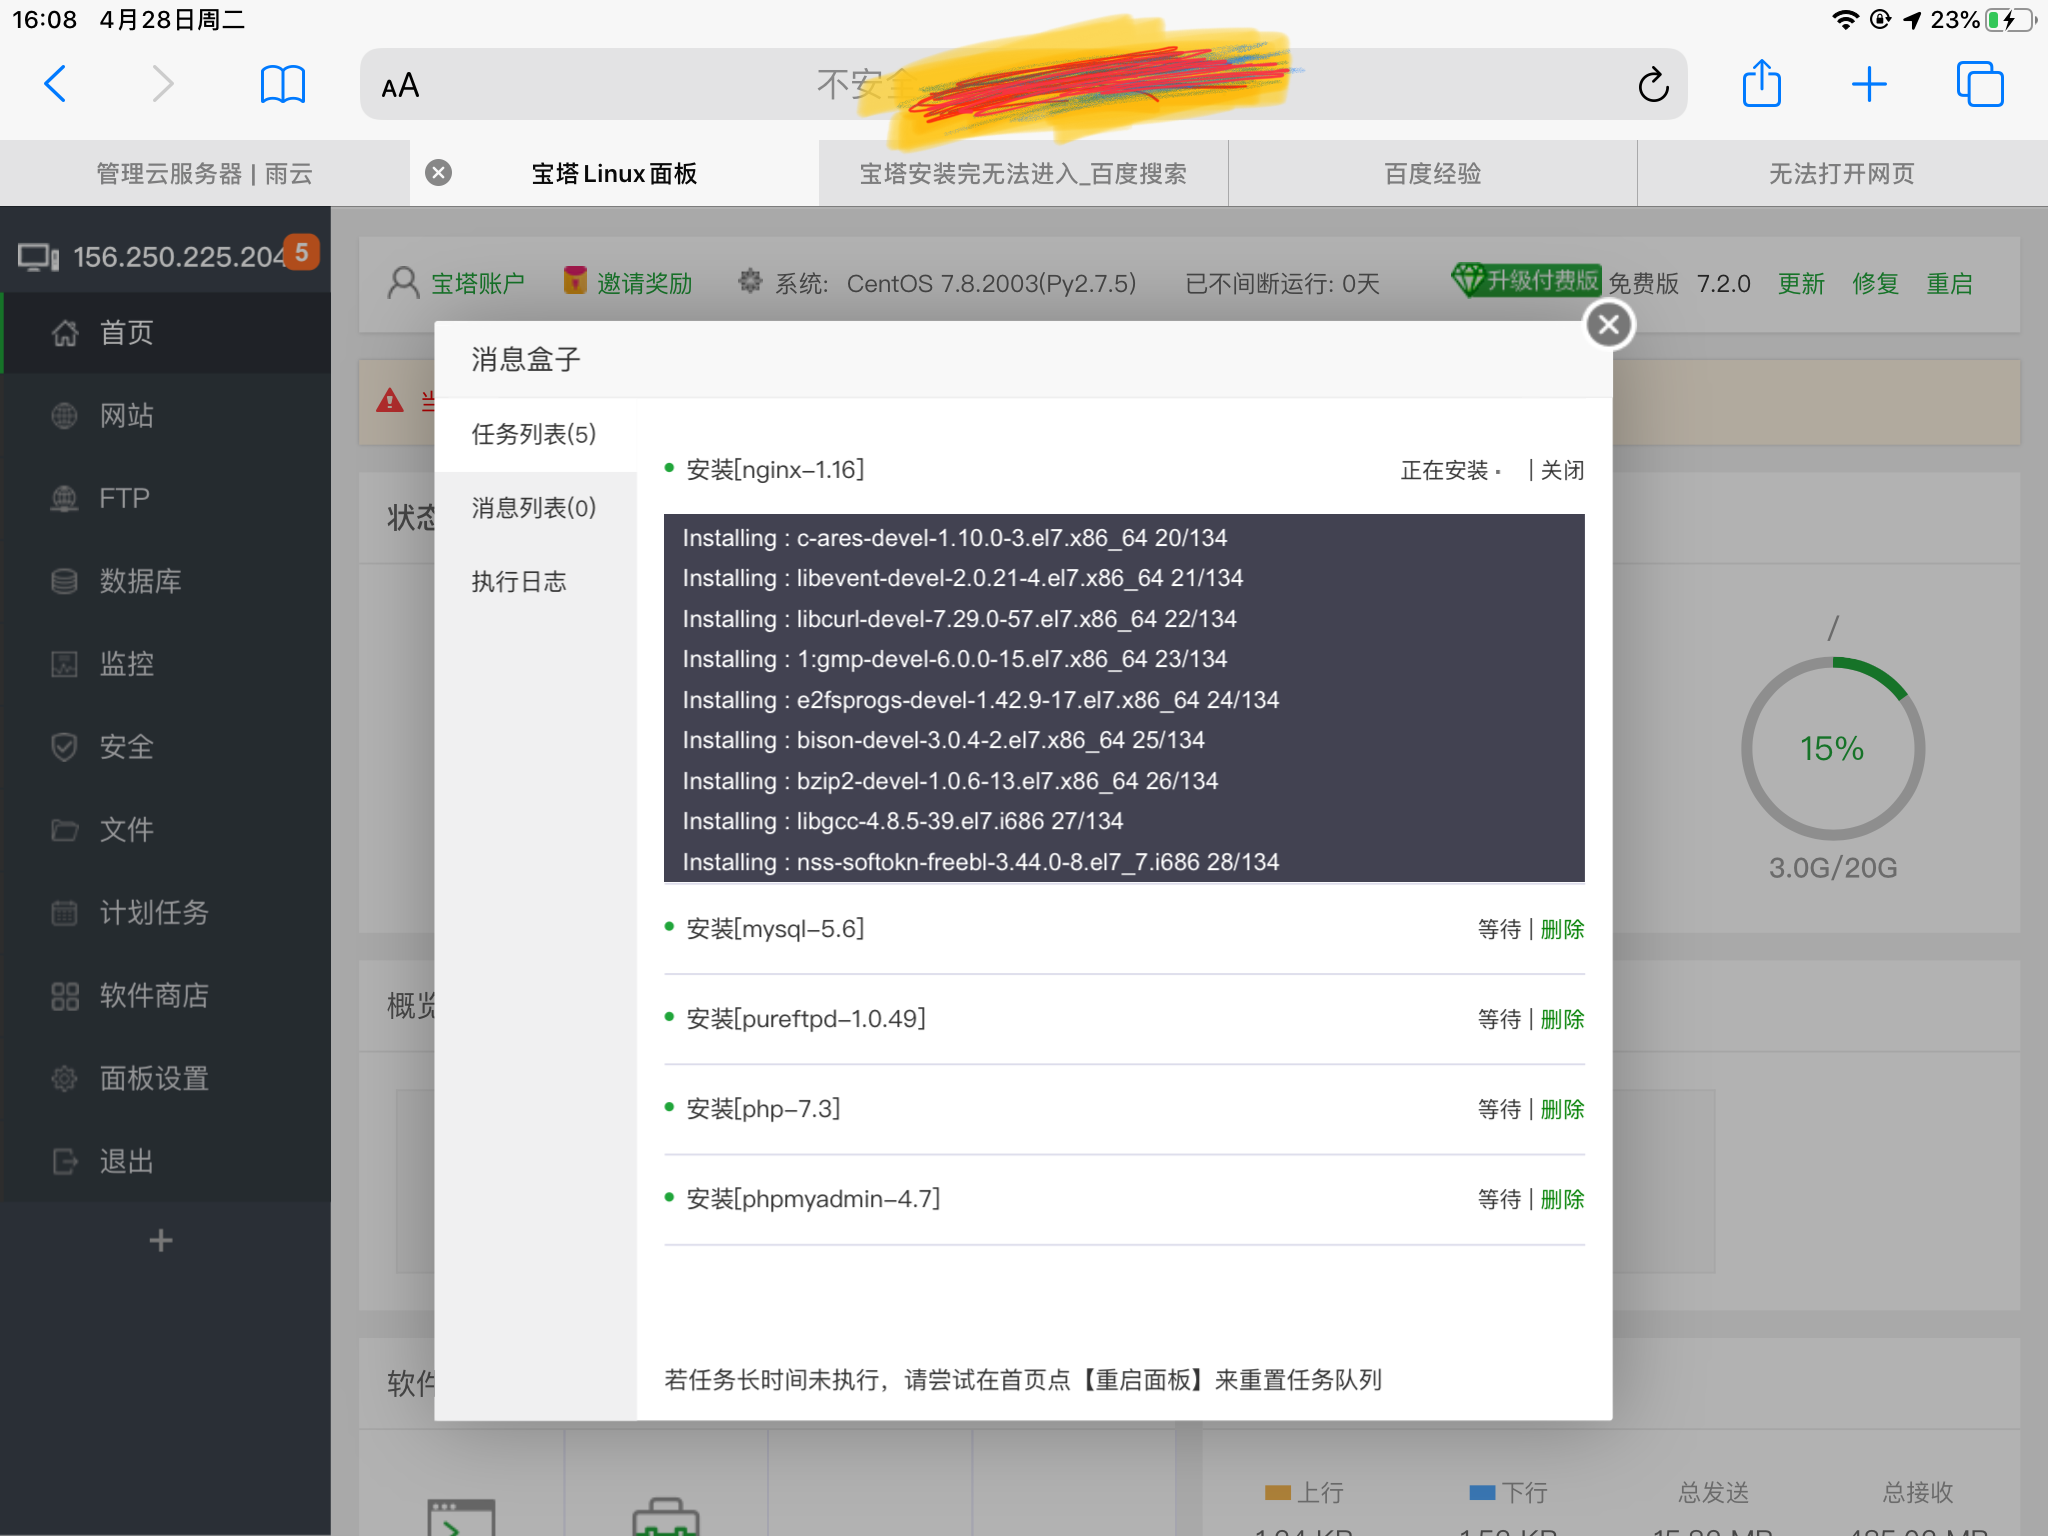 16:08 4月28日周二
23%
AA
不安全
管理云服务器 | 雨云
宝塔Linux面板
宝塔安装完无法进入_百度搜索
百度经验
无法打开网页
156.250.225.204
5
宝塔账户
邀请奖励
系统: CentOS 7.8.2003(Py2.7.5)
已不间断运行: 0天
升级付费版
免费版 7.2.0 更新 修复 重启
首页
网站
FTP
数据库
监控
安全
文件
计划任务
软件商店
面板设置
退出
+
状态
/
15%
3.0G/20G
概览
软件
消息盒子
任务列表(5)
消息列表(0)
执行日志
安装[nginx-1.16]
正在安装 · | 关闭
Installing : c-ares-devel-1.10.0-3.el7.x86_64 20/134
Installing : libevent-devel-2.0.21-4.el7.x86_64 21/134
Installing : libcurl-devel-7.29.0-57.el7.x86_64 22/134
Installing : 1:gmp-devel-6.0.0-15.el7.x86_64 23/134
Installing : e2fsprogs-devel-1.42.9-17.el7.x86_64 24/134
Installing : bison-devel-3.0.4-2.el7.x86_64 25/134
Installing : bzip2-devel-1.0.6-13.el7.x86_64 26/134
Installing : libgcc-4.8.5-39.el7.i686 27/134
Installing : nss-softokn-freebl-3.44.0-8.el7_7.i686 28/134
安装[mysql-5.6]
等待 | 删除
安装[pureftpd-1.0.49]
等待 | 删除
安装[php-7.3]
等待 | 删除
安装[phpmyadmin-4.7]
等待 | 删除
若任务长时间未执行，请尝试在首页点【重启面板】来重置任务队列
上行
下行
总发送
总接收